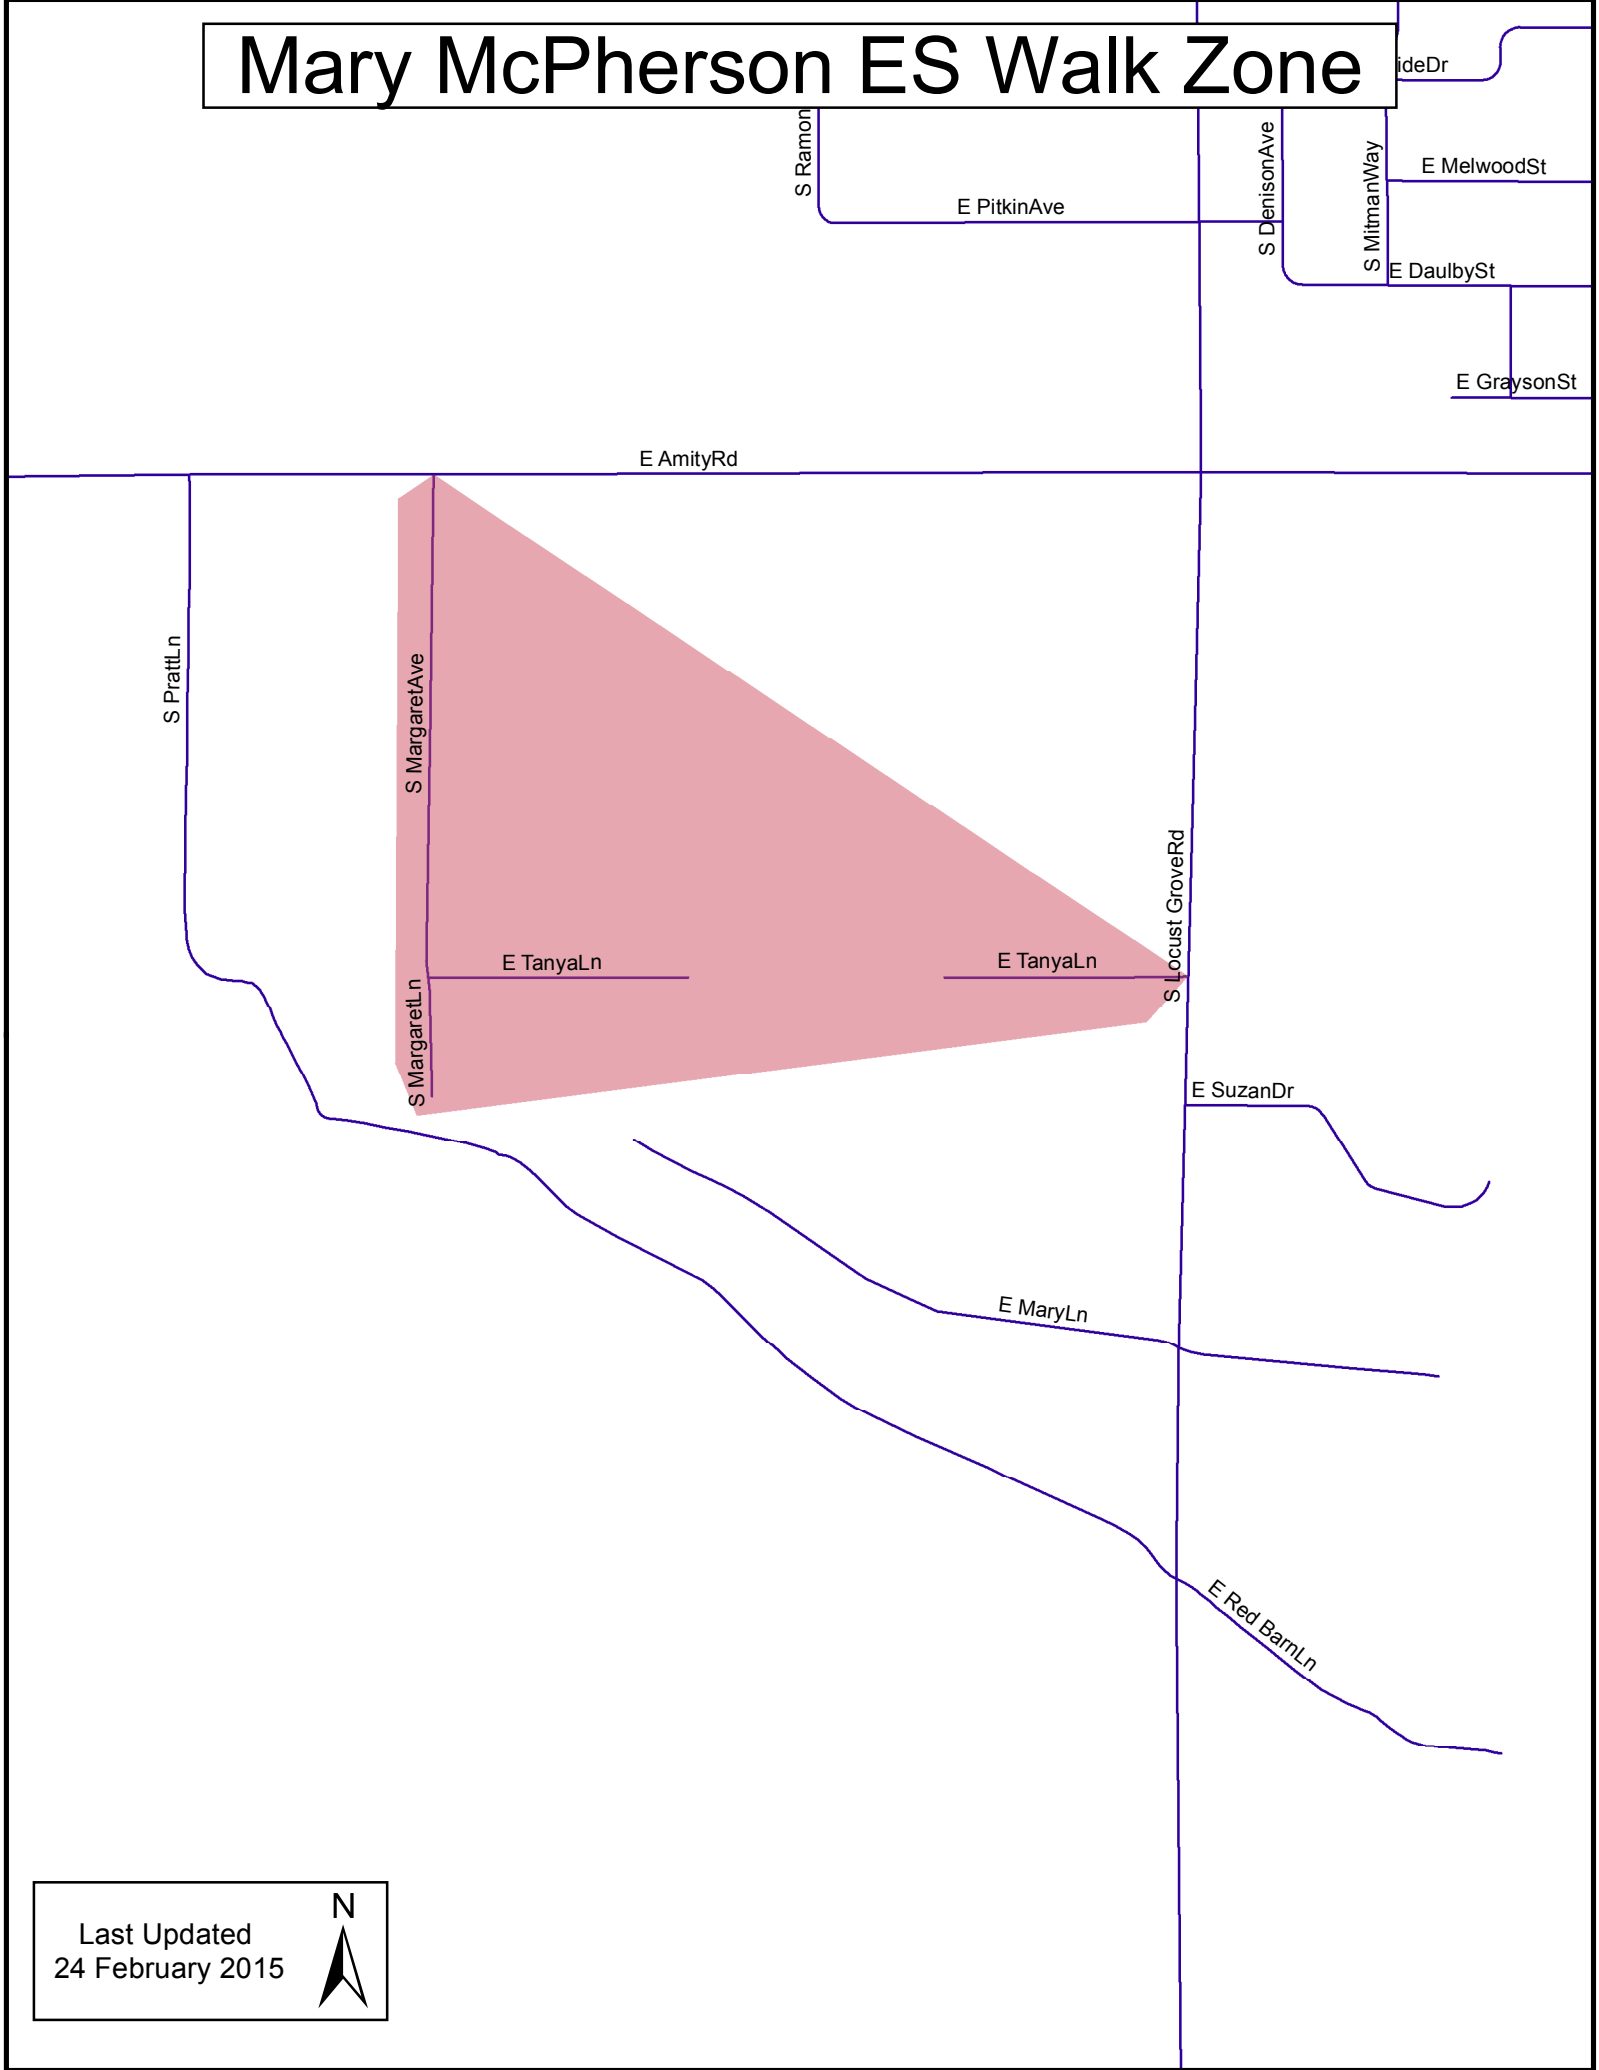 Mary McPherson ES Walk Zone
ideDr
S Ramon
S DenisonAve
S MitmanWay
E MelwoodSt
E PitkinAve
E DaulbySt
E GraysonSt
E AmityRd
S PrattLn
S MargaretAve
S Locust GroveRd
E TanyaLn
E TanyaLn
S MargaretLn
E SuzanDr
E MaryLn
E Red BarnLn
N
Last Updated
24 February 2015